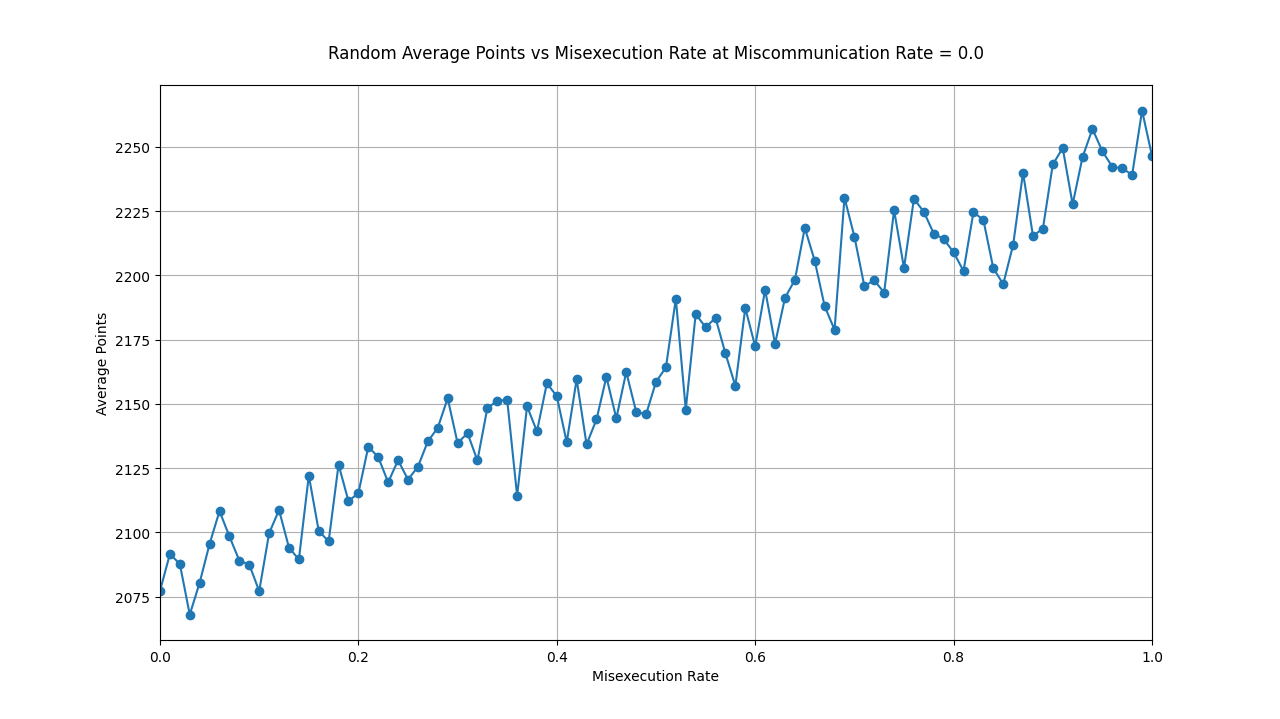 Random Average Points vs Misexecution Rate at Miscommunication Rate = 0.0
Average Points
2250
2225
2200
2175
2150
2125
2100
2075
0.0 0.2 0.4 0.6 0.8 1.0
Misexecution Rate